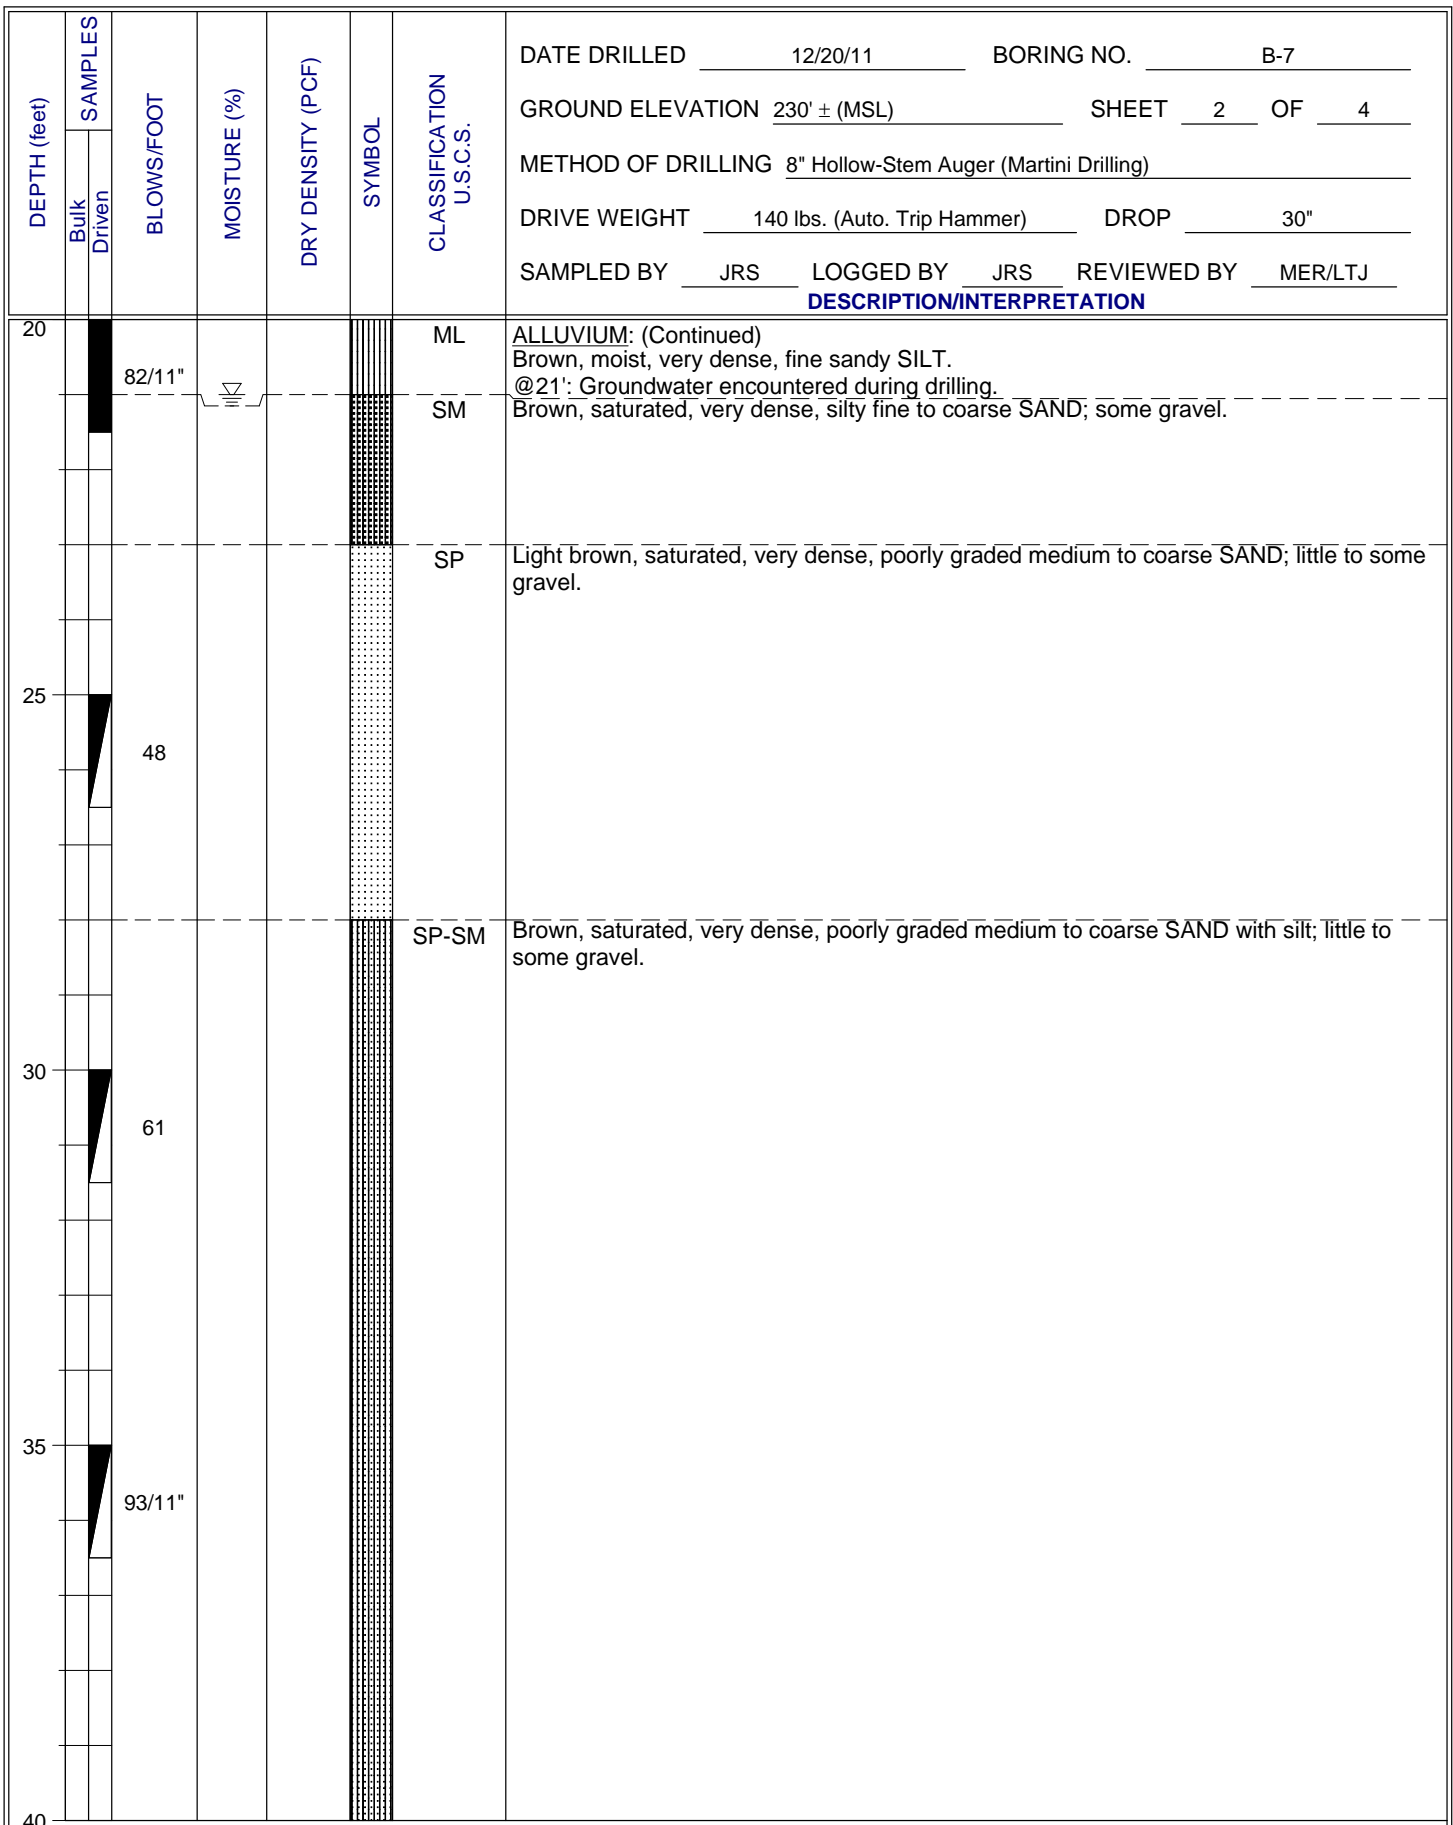 DEPTH (feet)
SAMPLES
Bulk
Driven
BLOWS/FOOT
MOISTURE (%)
DRY DENSITY (PCF)
SYMBOL
CLASSIFICATION
U.S.C.S.
DATE DRILLED 12/20/11 BORING NO. B-7
GROUND ELEVATION 230' ± (MSL) SHEET 2 OF 4
METHOD OF DRILLING 8" Hollow-Stem Auger (Martini Drilling)
DRIVE WEIGHT 140 lbs. (Auto. Trip Hammer) DROP 30"
SAMPLED BY JRS LOGGED BY JRS REVIEWED BY MER/LTJ
DESCRIPTION/INTERPRETATION
20 ML ALLUVIUM: (Continued)
Brown, moist, very dense, fine sandy SILT.
82/11" @21': Groundwater encountered during drilling.
SM Brown, saturated, very dense, silty fine to coarse SAND; some gravel.
SP Light brown, saturated, very dense, poorly graded medium to coarse SAND; little to some
gravel.
25
48
SP-SM Brown, saturated, very dense, poorly graded medium to coarse SAND with silt; little to
some gravel.
30
61
35
93/11"
40